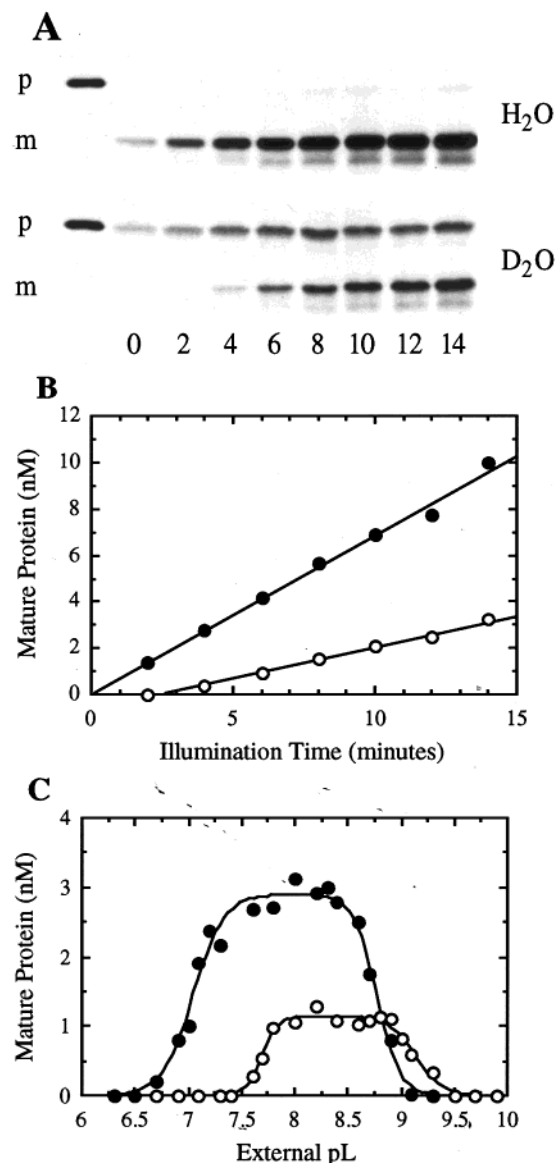 A
p
H₂O
m
p
D₂O
m
0 2 4 6 8 10 12 14
B
12
10
8
6
4
2
0
Mature Protein (nM)
0 5 10 15
Illumination Time (minutes)
C
4
3
2
1
0
Mature Protein (nM)
6 6.5 7 7.5 8 8.5 9 9.5 10
External pL